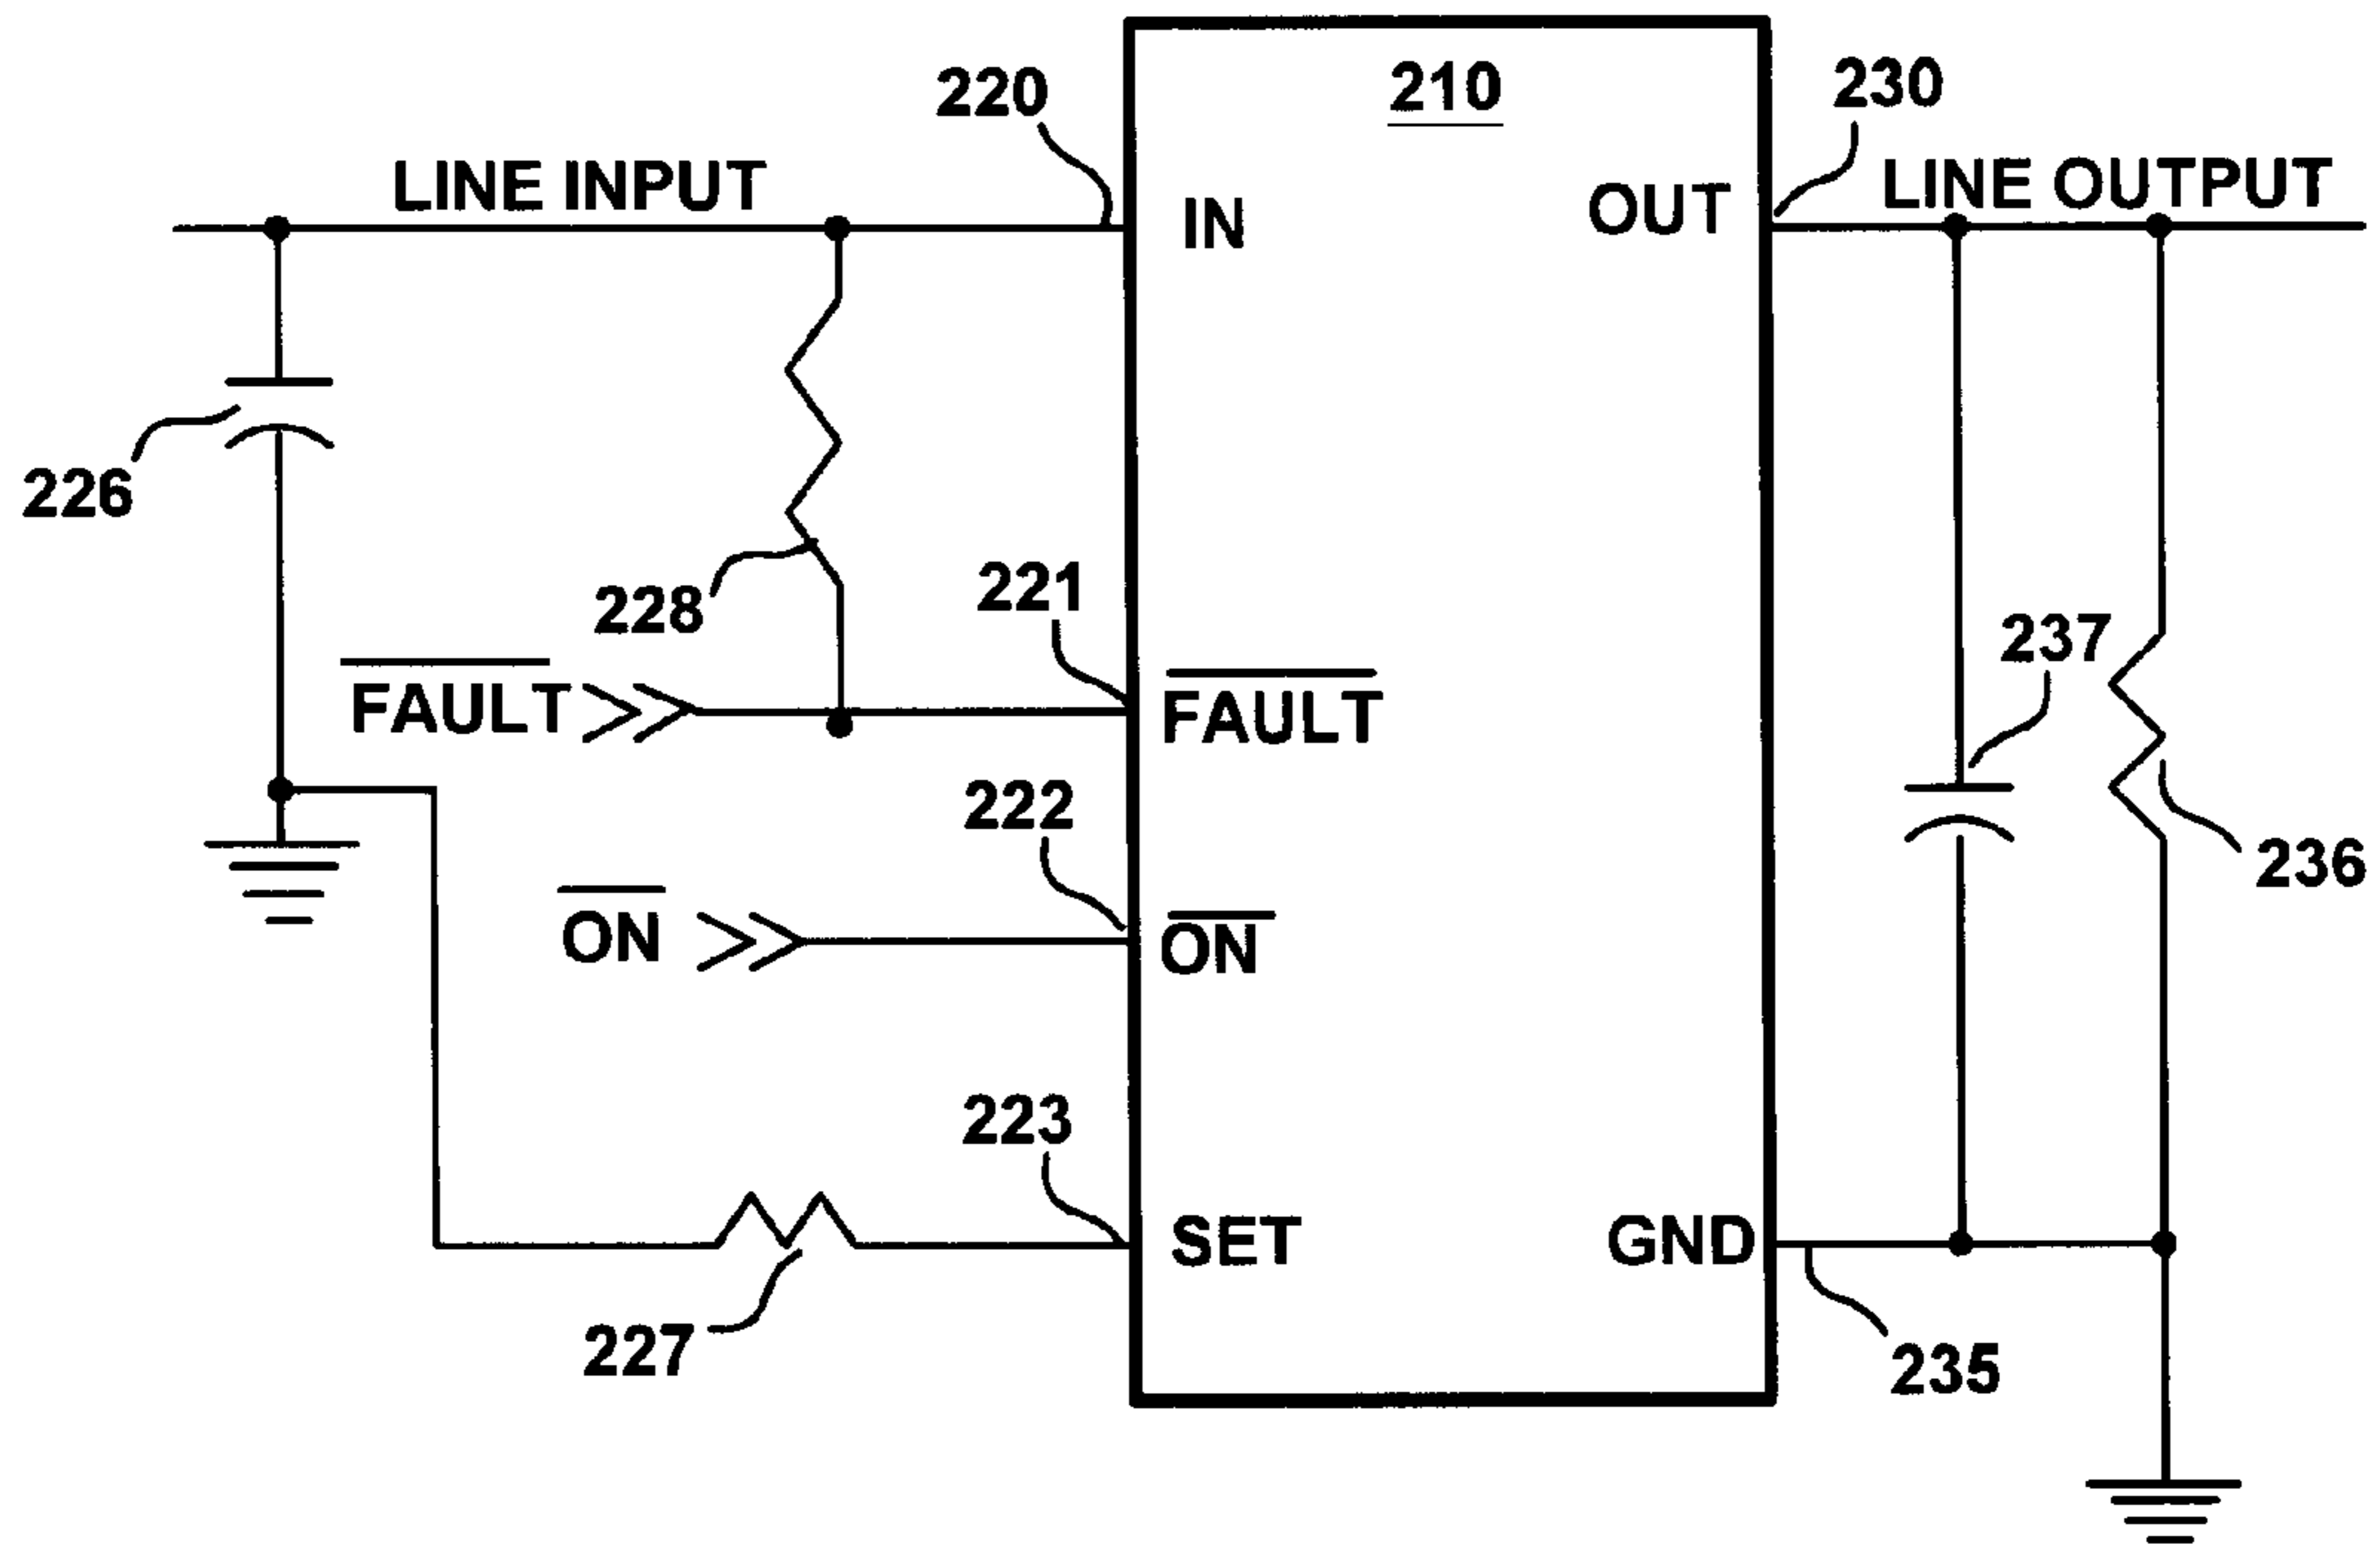 210
220
230
LINE INPUT
LINE OUTPUT
IN
OUT
226
228
221
237
FAULT
FAULT
222
236
ON
ON
223
SET
GND
227
235